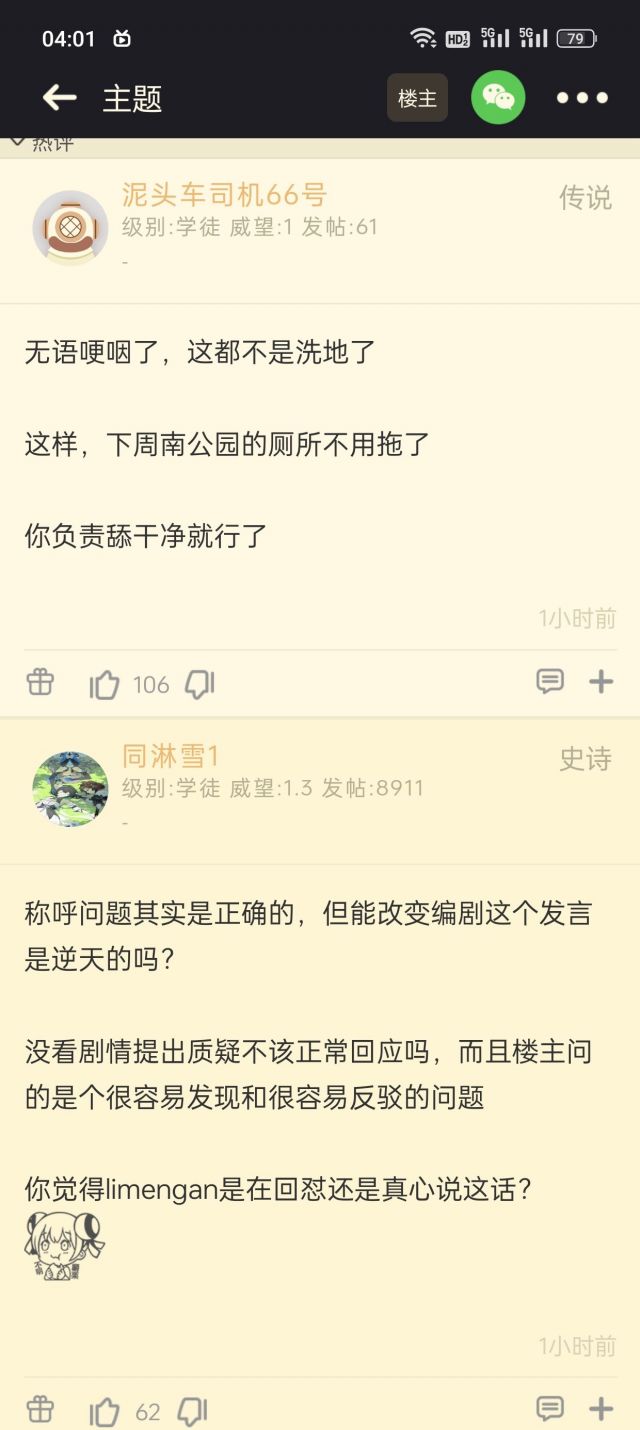 04:01
HD 1 2 5G 5G 79
主题 楼主
热评
泥头车司机66号 传说
级别:学徒 威望:1 发帖:61
-
无语哽咽了，这都不是洗地了
这样，下周南公园的厕所不用拖了
你负责舔干净就行了
1小时前
106
同淋雪1 史诗
级别:学徒 威望:1.3 发帖:8911
-
称呼问题其实是正确的，但能改变编剧这个发言
是逆天的吗？
没看剧情提出质疑不该正常回应吗，而且楼主问
的是个很容易发现和很容易反驳的问题
你觉得limengan是在回怼还是真心说这话？
1小时前
62